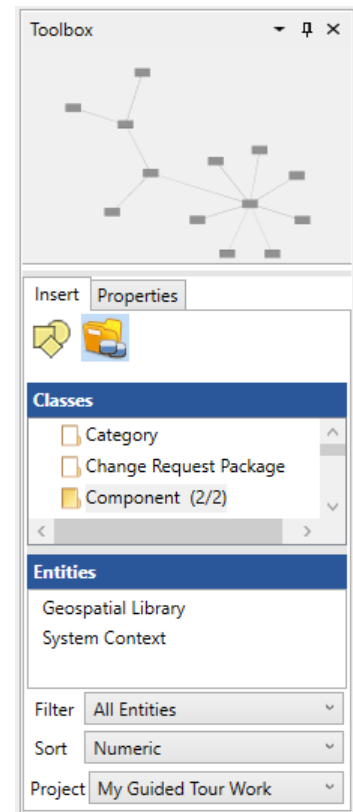 Toolbox
Insert Properties
Classes
Category
Change Request Package
Component (2/2)
Entities
Geospatial Library
System Context
Filter All Entities
Sort Numeric
Project My Guided Tour Work